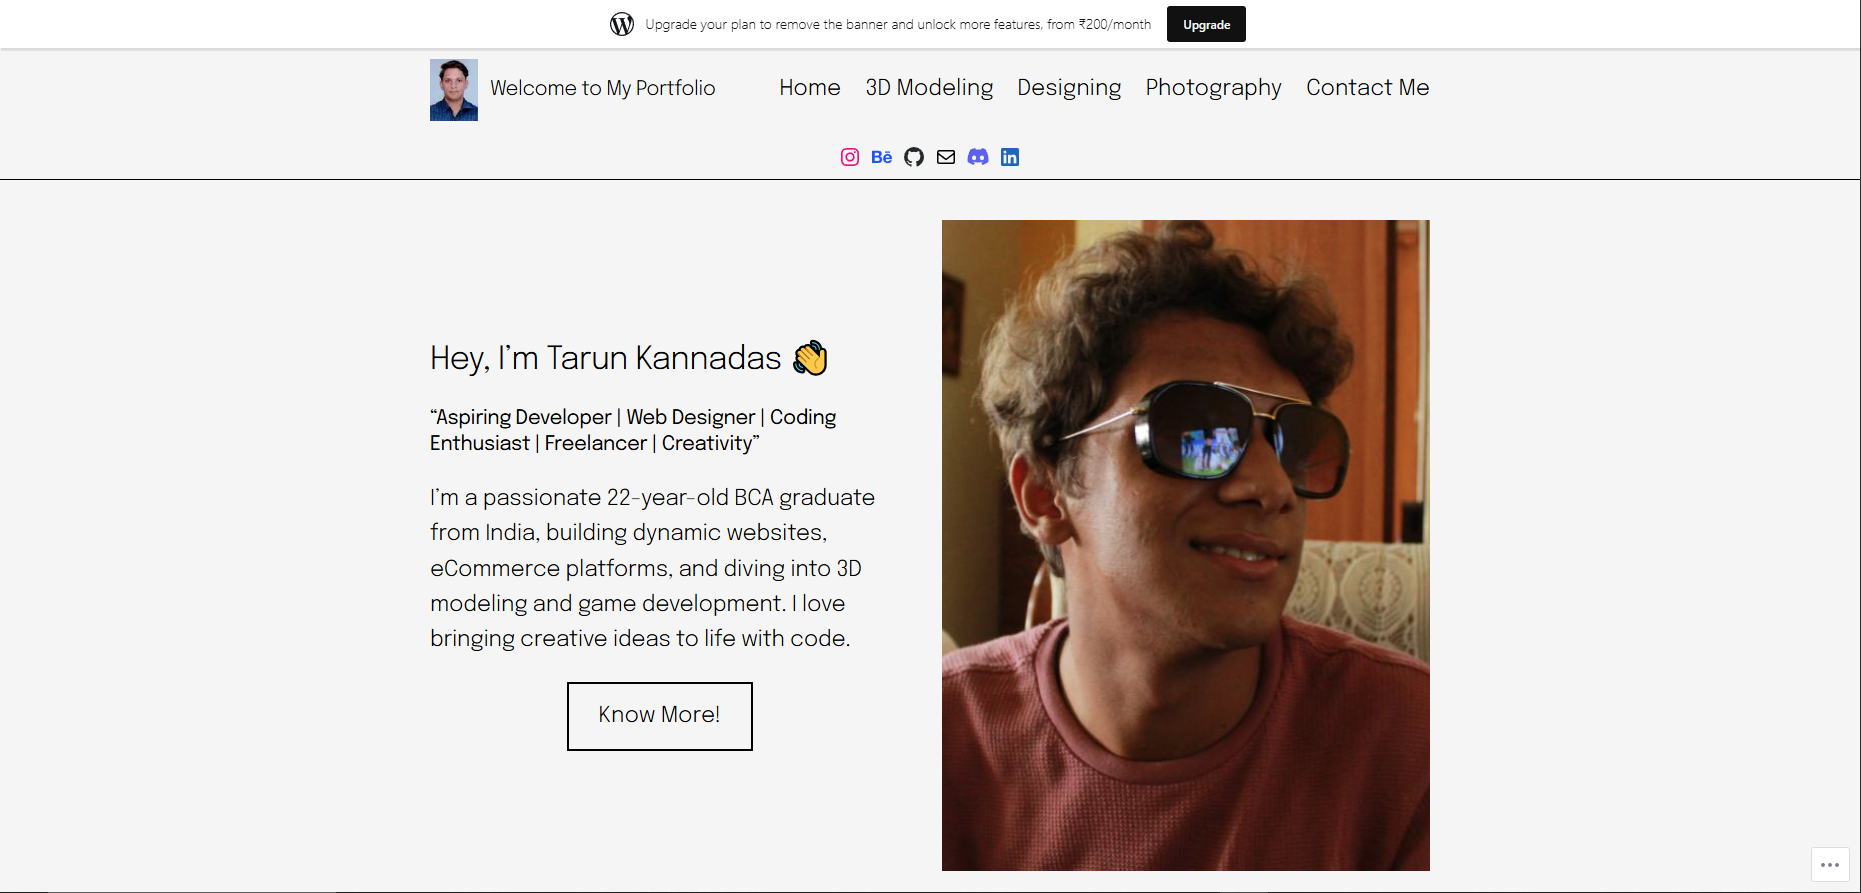 Upgrade your plan to remove the banner and unlock more features, from ₹200/month Upgrade
Welcome to My Portfolio Home 3D Modeling Designing Photography Contact Me
Bē in
Hey, I’m Tarun Kannadas 👋
“Aspiring Developer | Web Designer | Coding
Enthusiast | Freelancer | Creativity”
I’m a passionate 22-year-old BCA graduate
from India, building dynamic websites,
eCommerce platforms, and diving into 3D
modeling and game development. I love
bringing creative ideas to life with code.
Know More!